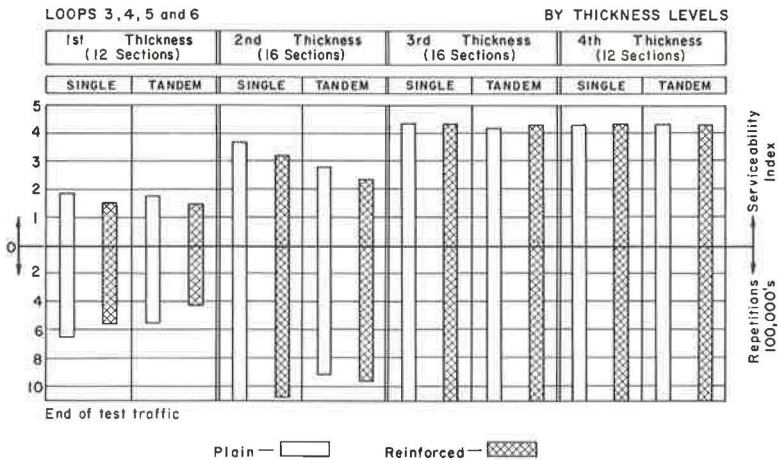 LOOPS 3,4,5 and 6 BY THICKNESS LEVELS
1st Thickness 2nd Thickness 3rd Thickness 4th Thickness
(12 Sections) (16 Sections) (16 Sections) (12 Sections)
SINGLE TANDEM SINGLE TANDEM SINGLE TANDEM SINGLE TANDEM
5
4
3
2
1
0
2
4
6
8
10
Serviceability
Index
Repetitions
100,000's
End of test traffic
Plain— Reinforced—